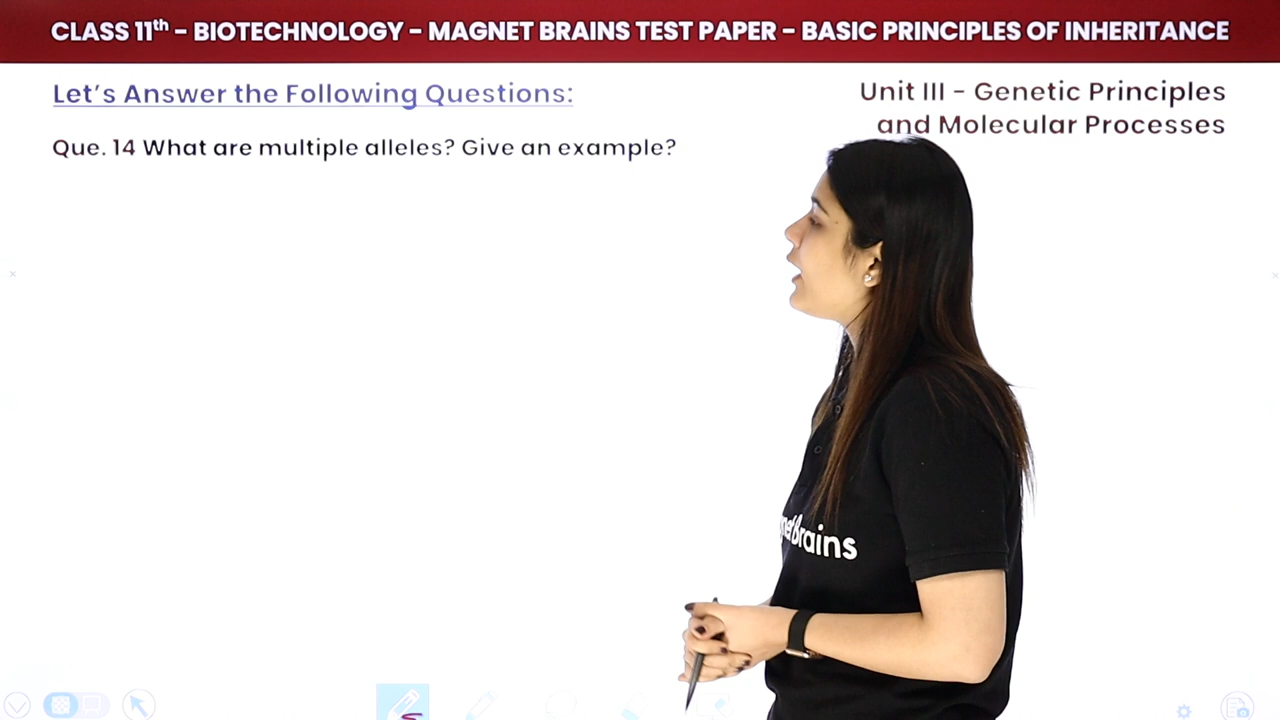 CLASS 11th - BIOTECHNOLOGY - MAGNET BRAINS TEST PAPER - BASIC PRINCIPLES OF INHERITANCE
Let's Answer the Following Questions:
Unit III - Genetic Principles
and Molecular Processes
Que. 14 What are multiple alleles? Give an example?
Brains